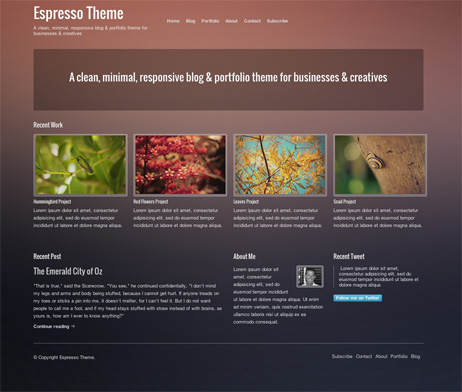 Espresso Theme
A clean, minimal, responsive blog & portfolio theme for
businesses & creatives
Home Blog Portfolio About Contact Subscribe
A clean, minimal, responsive blog & portfolio theme for businesses & creatives
Recent Work
Hummingbird Project
Lorem ipsum dolor sit amet, consectetur
adipisicing elit, sed do eiusmod tempor
incididunt ut labore et dolore magna aliqua.
Red Flowers Project
Lorem ipsum dolor sit amet, consectetur
adipisicing elit, sed do eiusmod tempor
incididunt ut labore et dolore magna aliqua.
Leaves Project
Lorem ipsum dolor sit amet, consectetur
adipisicing elit, sed do eiusmod tempor
incididunt ut labore et dolore magna aliqua.
Snail Project
Lorem ipsum dolor sit amet, consectetur
adipisicing elit, sed do eiusmod tempor
incididunt ut labore et dolore magna aliqua.
Recent Post
The Emerald City of Oz
"That is true," said the Scarecrow. "You see," he continued confidentially, "I don't mind
my legs and arms and body being stuffed, because I cannot get hurt. If anyone treads on
my toes or sticks a pin into me, it doesn't matter, for I can't feel it. But I do not want
people to call me a fool, and if my head stays stuffed with straw instead of with brains, as
yours is, how am I ever to know anything?"
Continue reading →
About Me
Lorem ipsum dolor sit
amet, consectetur
adipisicing elit, sed
do eiusmod tempor incididunt
ut labore et dolore magna aliqua. Ut enim
ad minim veniam, quis nostrud exercitation
ullamco laboris nisi ut aliquip ex ea
commodo consequat.
Recent Tweet
Lorem ipsum dolor sit amet,
consectetur adipisicing elit, sed do
eiusmod tempor incididunt ut labore et
dolore magna aliqua
Follow me on Twitter
© Copyright Espresso Theme.
Subscribe Contact About Portfolio Blog